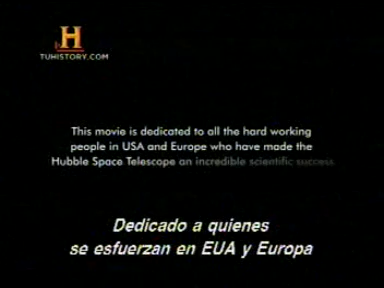 H
TUHISTORY.COM
This movie is dedicated to all the hard working
people in USA and Europe who have made the
Hubble Space Telescope an incredible scientific success
Dedicado a quienes
se esfuerzan en EUA y Europa